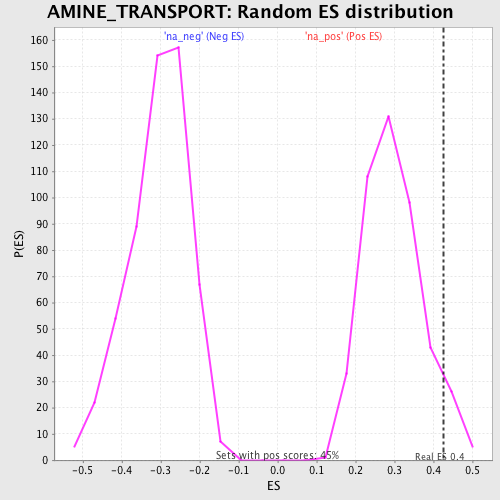 AMINE_TRANSPORT: Random ES distribution
'na_neg' (Neg ES)
'na_pos' (Pos ES)
160
150
140
130
120
110
100
90
80
70
60
50
40
30
20
10
0
P(ES)
Sets with pos scores: 45%
Real ES 0.4
-0.5 -0.4 -0.3 -0.2 -0.1 0.0 0.1 0.2 0.3 0.4 0.5
ES